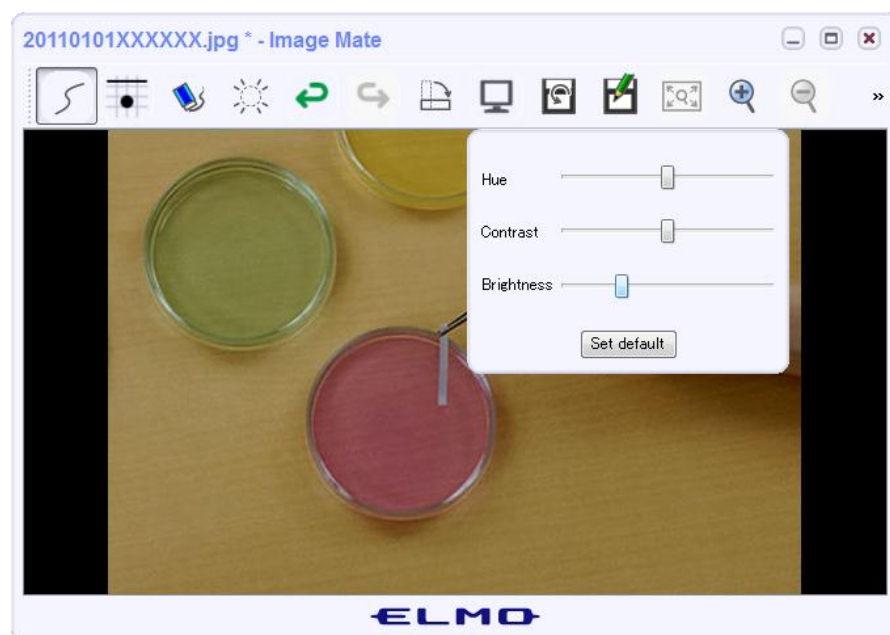 20110101XXXXXX.jpg * - Image Mate
»
Hue
Contrast
Brightness
Set default
ELMO